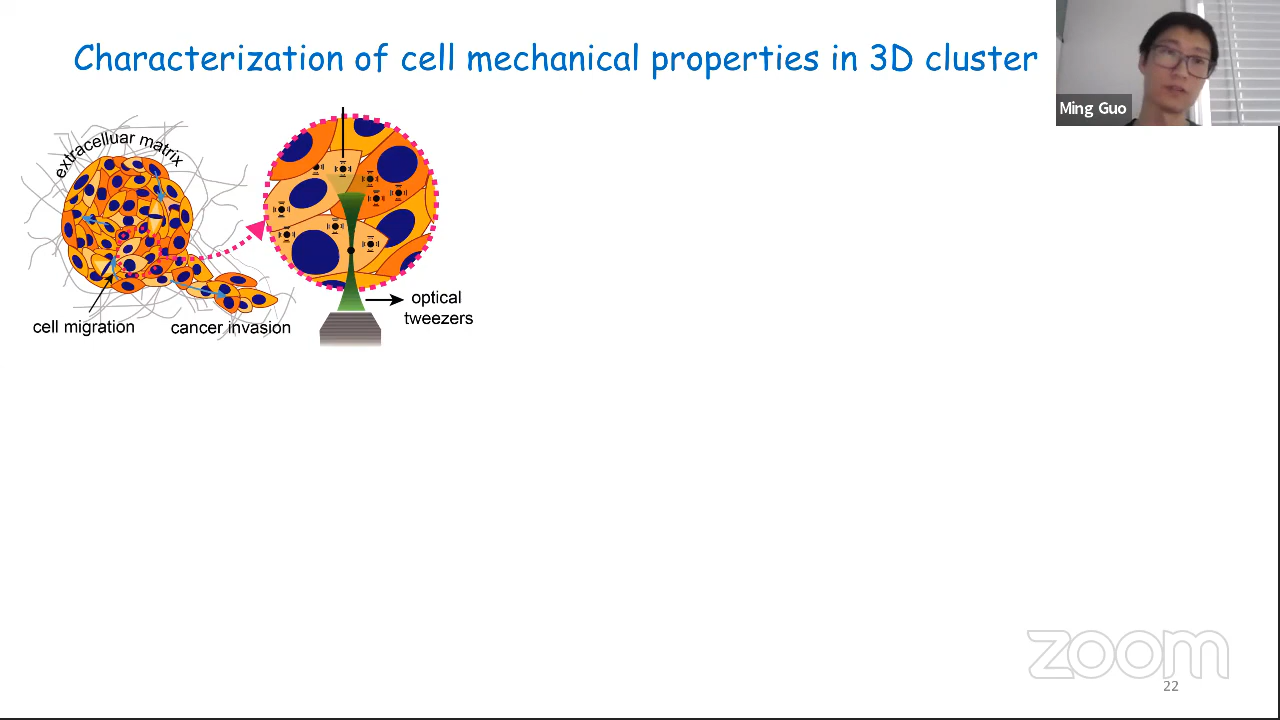 Characterization of cell mechanical properties in 3D cluster
Ming Guo
extracelluar matrix
cell migration
cancer invasion
optical
tweezers
zoom
22